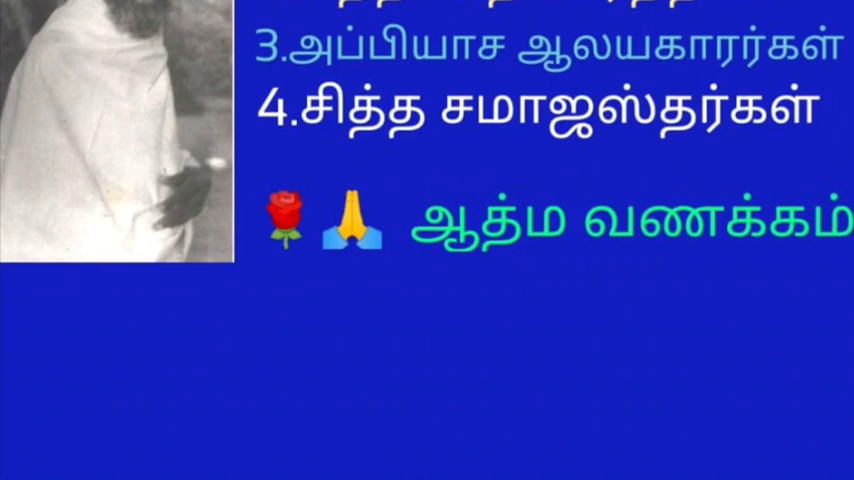 3.அப்பியாச ஆலயகாரர்கள்
4.சித்த சமாஜஸ்தர்கள்
🌹🙏 ஆத்ம வணக்கம்